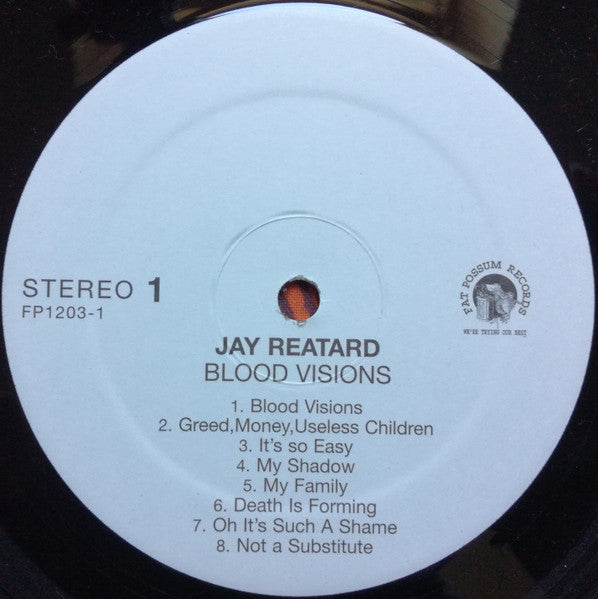 STEREO 1
FP1203-1
FAT POSSUM RECORDS
WE'RE TRYING OUR BEST
JAY REATARD
BLOOD VISIONS
1. Blood Visions
2. Greed,Money,Useless Children
3. It's so Easy
4. My Shadow
5. My Family
6. Death Is Forming
7. Oh It's Such A Shame
8. Not a Substitute